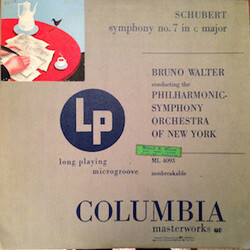 SCHUBERT
symphony no. 7 in c major
BRUNO WALTER
conducting the
PHILHARMONIC-
SYMPHONY
ORCHESTRA
OF NEW YORK
Lp
long playing
microgroove
ML 4093
nonbreakable
COLUMBIA
masterworks